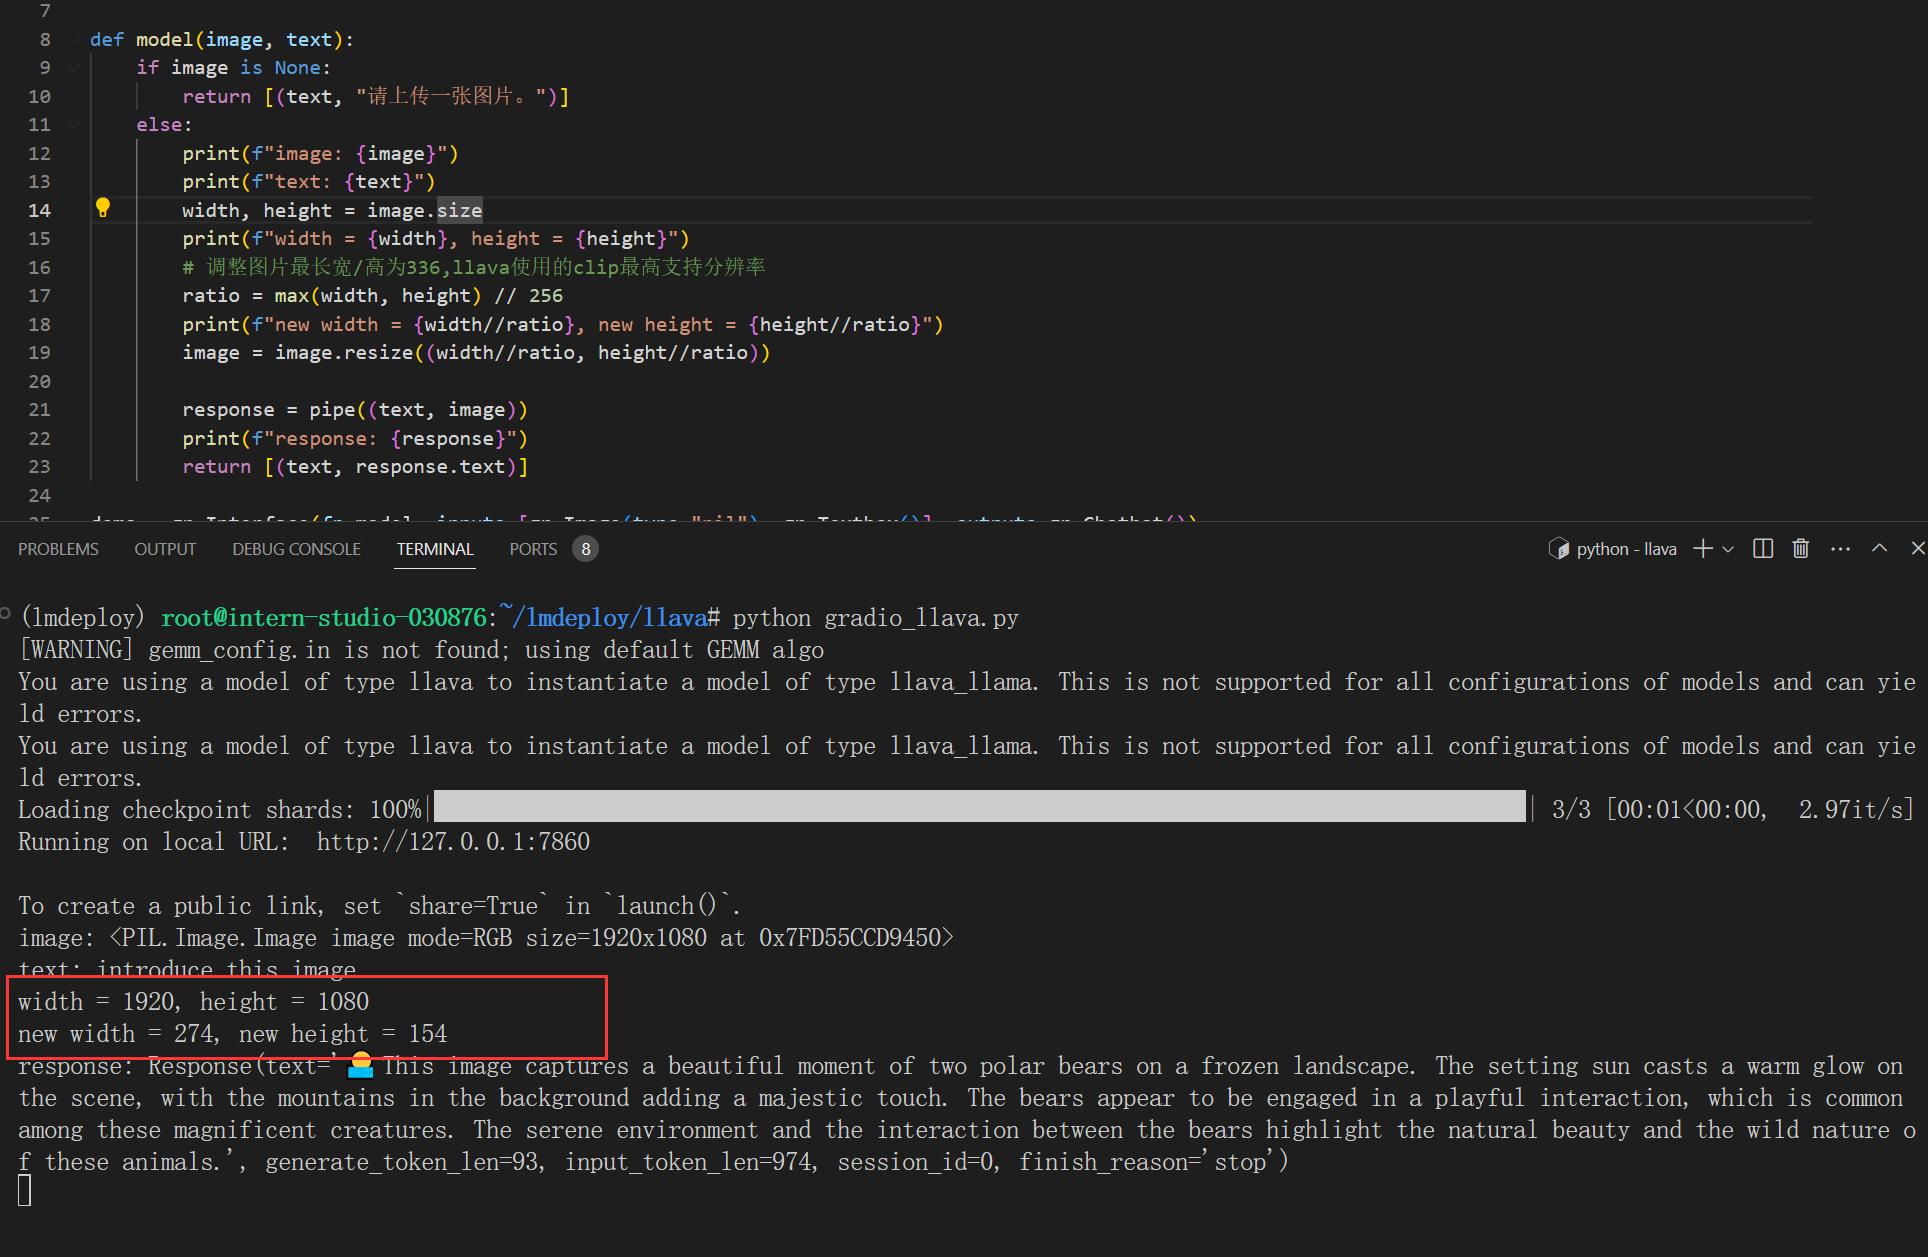 7
8 def model(image, text):
9 if image is None:
10 return [(text, "请上传一张图片。")]
11 else:
12 print(f"image: {image}")
13 print(f"text: {text}")
14 width, height = image.size
15 print(f"width = {width}, height = {height}")
16 # 调整图片最长宽/高为336,llava使用的clip最高支持分辨率
17 ratio = max(width, height) // 256
18 print(f"new width = {width//ratio}, new height = {height//ratio}")
19 image = image.resize((width//ratio, height//ratio))
20
21 response = pipe((text, image))
22 print(f"response: {response}")
23 return [(text, response.text)]
24
PROBLEMS OUTPUT DEBUG CONSOLE TERMINAL PORTS 8 python - llava
(lmdeploy) root@intern-studio-030876:~/lmdeploy/llava# python gradio_llava.py
[WARNING] gemm_config.in is not found; using default GEMM algo
You are using a model of type llava to instantiate a model of type llava_llama. This is not supported for all configurations of models and can yie
ld errors.
You are using a model of type llava to instantiate a model of type llava_llama. This is not supported for all configurations of models and can yie
ld errors.
Loading checkpoint shards: 100%| | 3/3 [00:01<00:00, 2.97it/s]
Running on local URL: http://127.0.0.1:7860
To create a public link, set `share=True` in `launch()`.
image: <PIL.Image.Image image mode=RGB size=1920x1080 at 0x7FD55CCD9450>
text: introduce this image
width = 1920, height = 1080
new width = 274, new height = 154
response: Response(text=' This image captures a beautiful moment of two polar bears on a frozen landscape. The setting sun casts a warm glow on
the scene, with the mountains in the background adding a majestic touch. The bears appear to be engaged in a playful interaction, which is common
among these magnificent creatures. The serene environment and the interaction between the bears highlight the natural beauty and the wild nature o
f these animals.', generate_token_len=93, input_token_len=974, session_id=0, finish_reason='stop')